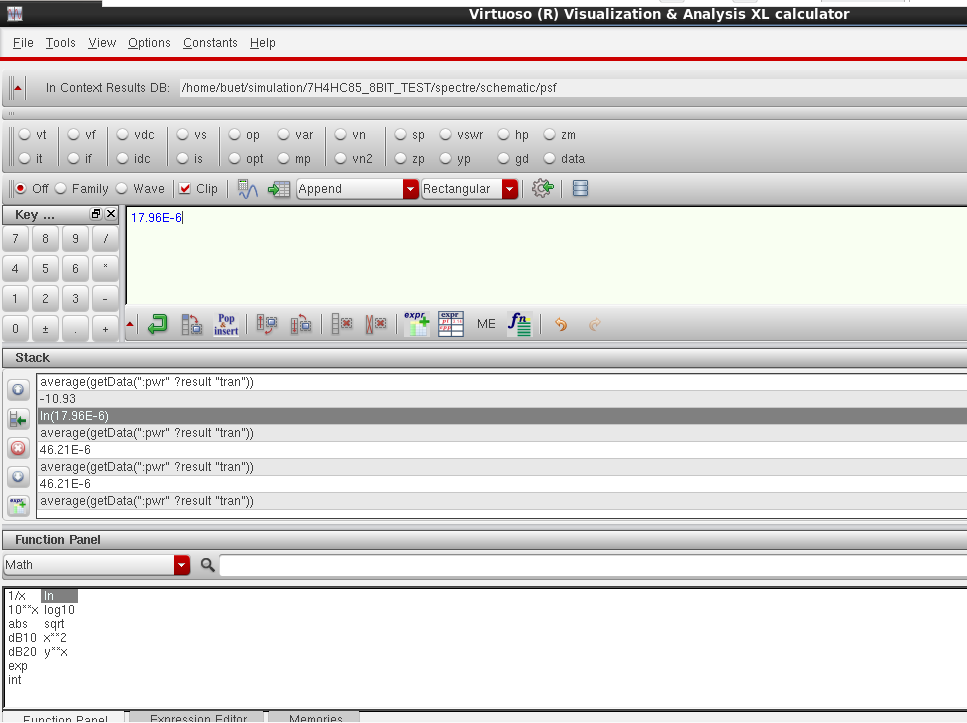 Virtuoso (R) Visualization & Analysis XL calculator
File Tools View Options Constants Help
In Context Results DB: /home/buet/simulation/7H4HC85_8BIT_TEST/spectre/schematic/psf
vt vf vdc vs op var vn sp vswr hp zm
it if idc is opt mp vn2 zp yp gd data
Off Family Wave Clip Append Rectangular
Key ...
17.96E-6
7 8 9 /
4 5 6 *
1 2 3 -
0 ± . +
Pop insert expr expr ME fn
Stack
average(getData(":pwr" ?result "tran"))
-10.93
ln(17.96E-6)
average(getData(":pwr" ?result "tran"))
46.21E-6
average(getData(":pwr" ?result "tran"))
46.21E-6
expr average(getData(":pwr" ?result "tran"))
Function Panel
Math
1/x ln
10**x log10
abs sqrt
dB10 x**2
dB20 y**x
exp
int
Function Panel Expression Editor Memories